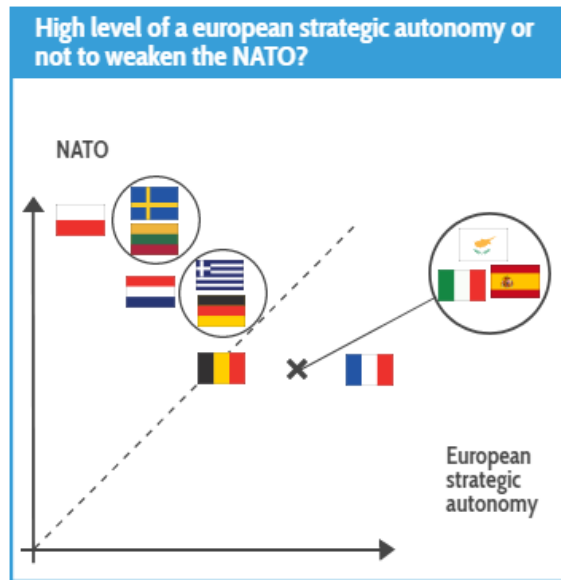 High level of a european strategic autonomy or
not to weaken the NATO?
NATO
European
strategic
autonomy